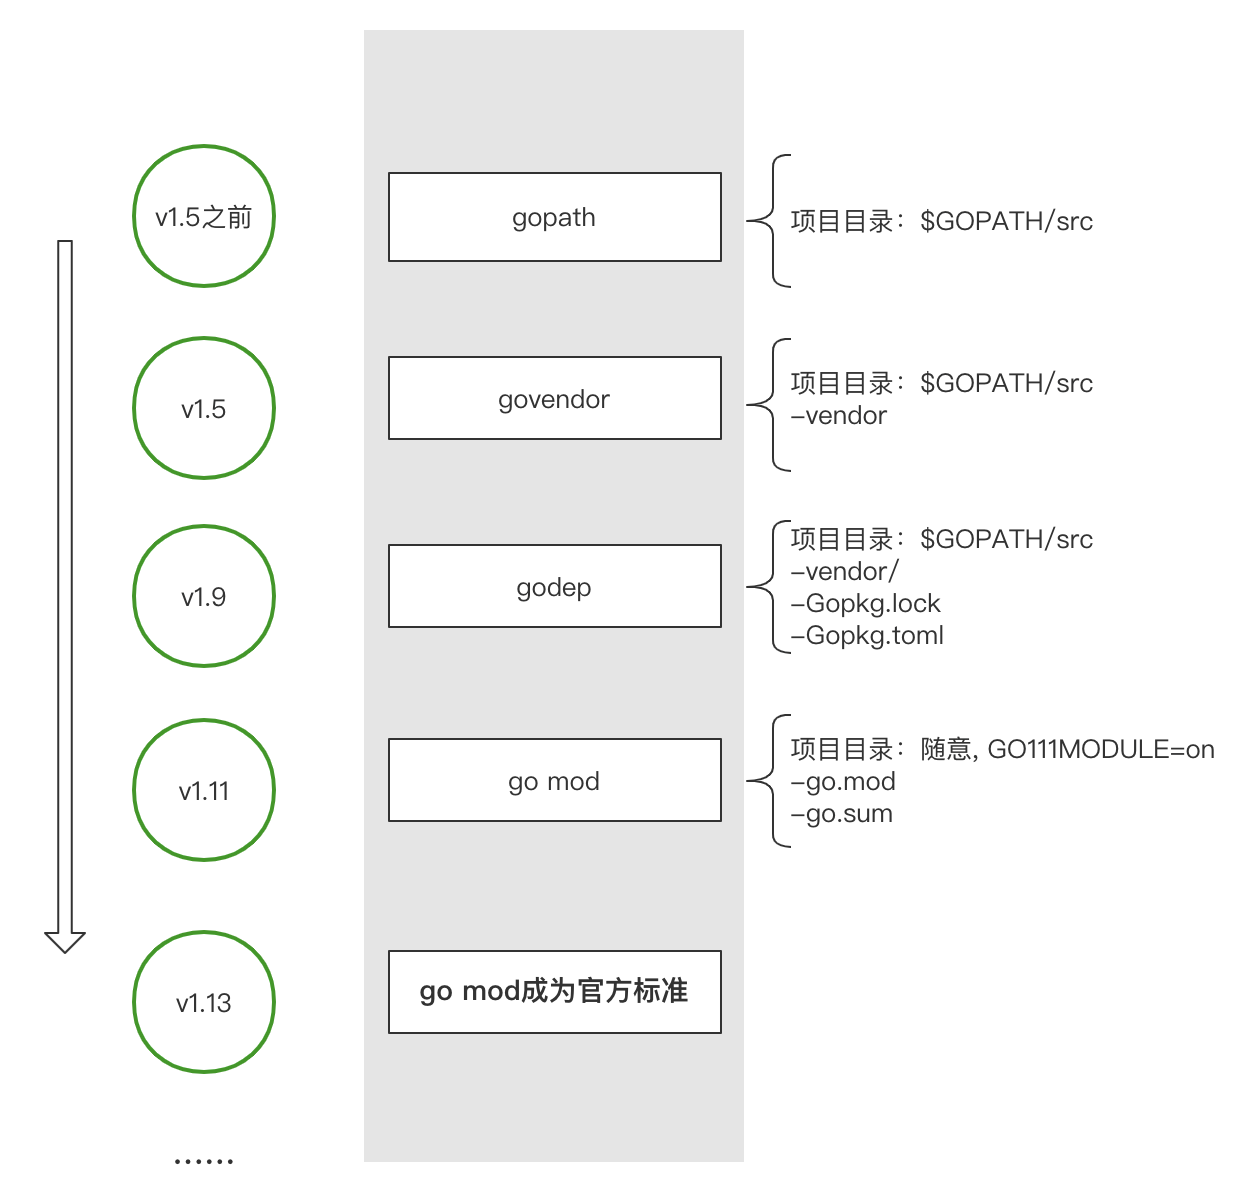 v1.5之前
gopath
项目目录：$GOPATH/src
v1.5
govendor
项目目录：$GOPATH/src
-vendor
v1.9
godep
项目目录：$GOPATH/src
-vendor/
-Gopkg.lock
-Gopkg.toml
v1.11
go mod
项目目录：随意, GO111MODULE=on
-go.mod
-go.sum
v1.13
go mod成为官方标准
......